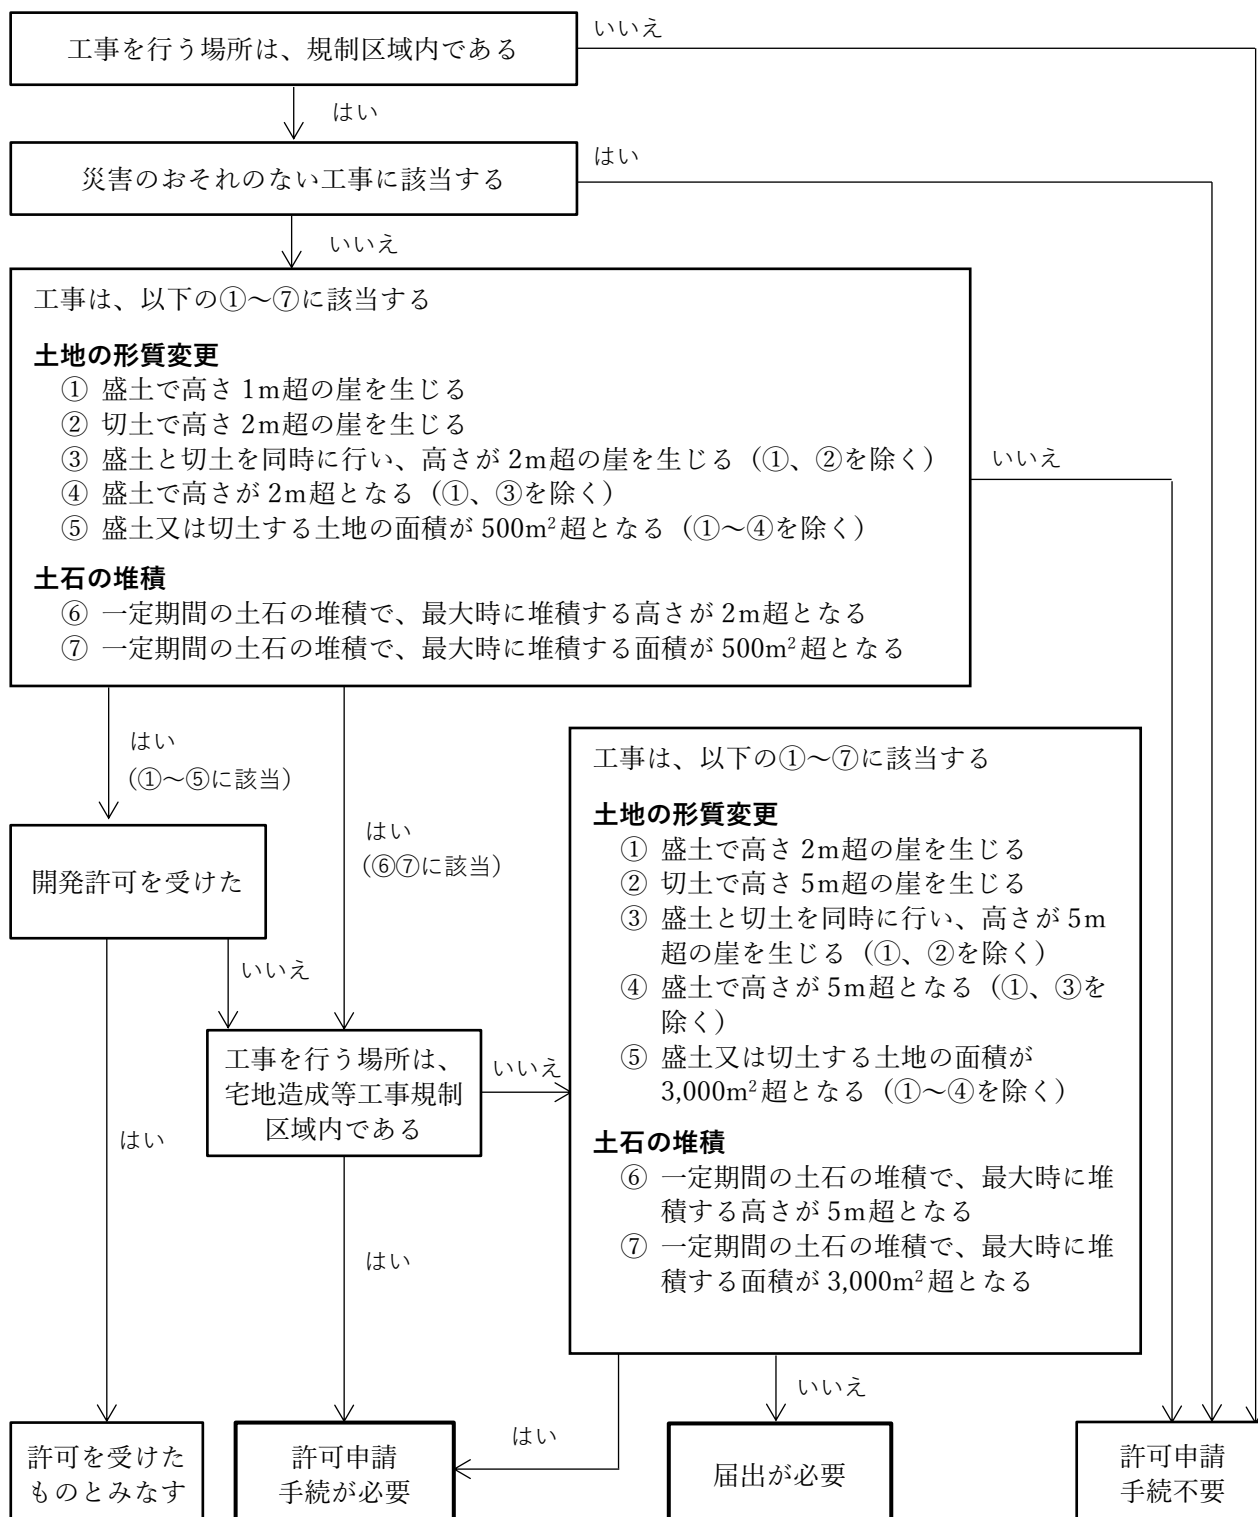 工事を行う場所は、規制区域内である
いいえ
はい
災害のおそれのない工事に該当する
はい
いいえ
工事は、以下の①～⑦に該当する
土地の形質変更
① 盛土で高さ 1m超の崖を生じる
② 切土で高さ 2m超の崖を生じる
③ 盛土と切土を同時に行い、高さが 2m超の崖を生じる（①、②を除く）
④ 盛土で高さが 2m超となる（①、③を除く）
⑤ 盛土又は切土する土地の面積が 500m²超となる（①～④を除く）
土石の堆積
⑥ 一定期間の土石の堆積で、最大時に堆積する高さが 2m超となる
⑦ 一定期間の土石の堆積で、最大時に堆積する面積が 500m²超となる
いいえ
はい
（①～⑤に該当）
はい
（⑥⑦に該当）
開発許可を受けた
いいえ
はい
工事を行う場所は、
宅地造成等工事規制
区域内である
いいえ
はい
工事は、以下の①～⑦に該当する
土地の形質変更
① 盛土で高さ 2m超の崖を生じる
② 切土で高さ 5m超の崖を生じる
③ 盛土と切土を同時に行い、高さが 5m
超の崖を生じる（①、②を除く）
④ 盛土で高さが 5m超となる（①、③を
除く）
⑤ 盛土又は切土する土地の面積が
3,000m²超となる（①～④を除く）
土石の堆積
⑥ 一定期間の土石の堆積で、最大時に堆
積する高さが 5m超となる
⑦ 一定期間の土石の堆積で、最大時に堆
積する面積が 3,000m²超となる
いいえ
はい
許可を受けた
ものとみなす
許可申請
手続が必要
届出が必要
許可申請
手続不要